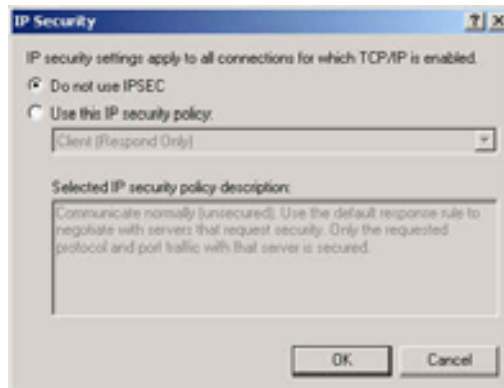 IP Security
IP security settings apply to all connections for which TCP/IP is enabled.
Do not use IPSEC
Use this IP security policy:
Client (Respond Only)
Selected IP security policy description:
Communicate normally (unsecured). Use the default response rule to
negotiate with servers that request security. Only the requested
protocol and port traffic with that server is secured.
OK
Cancel